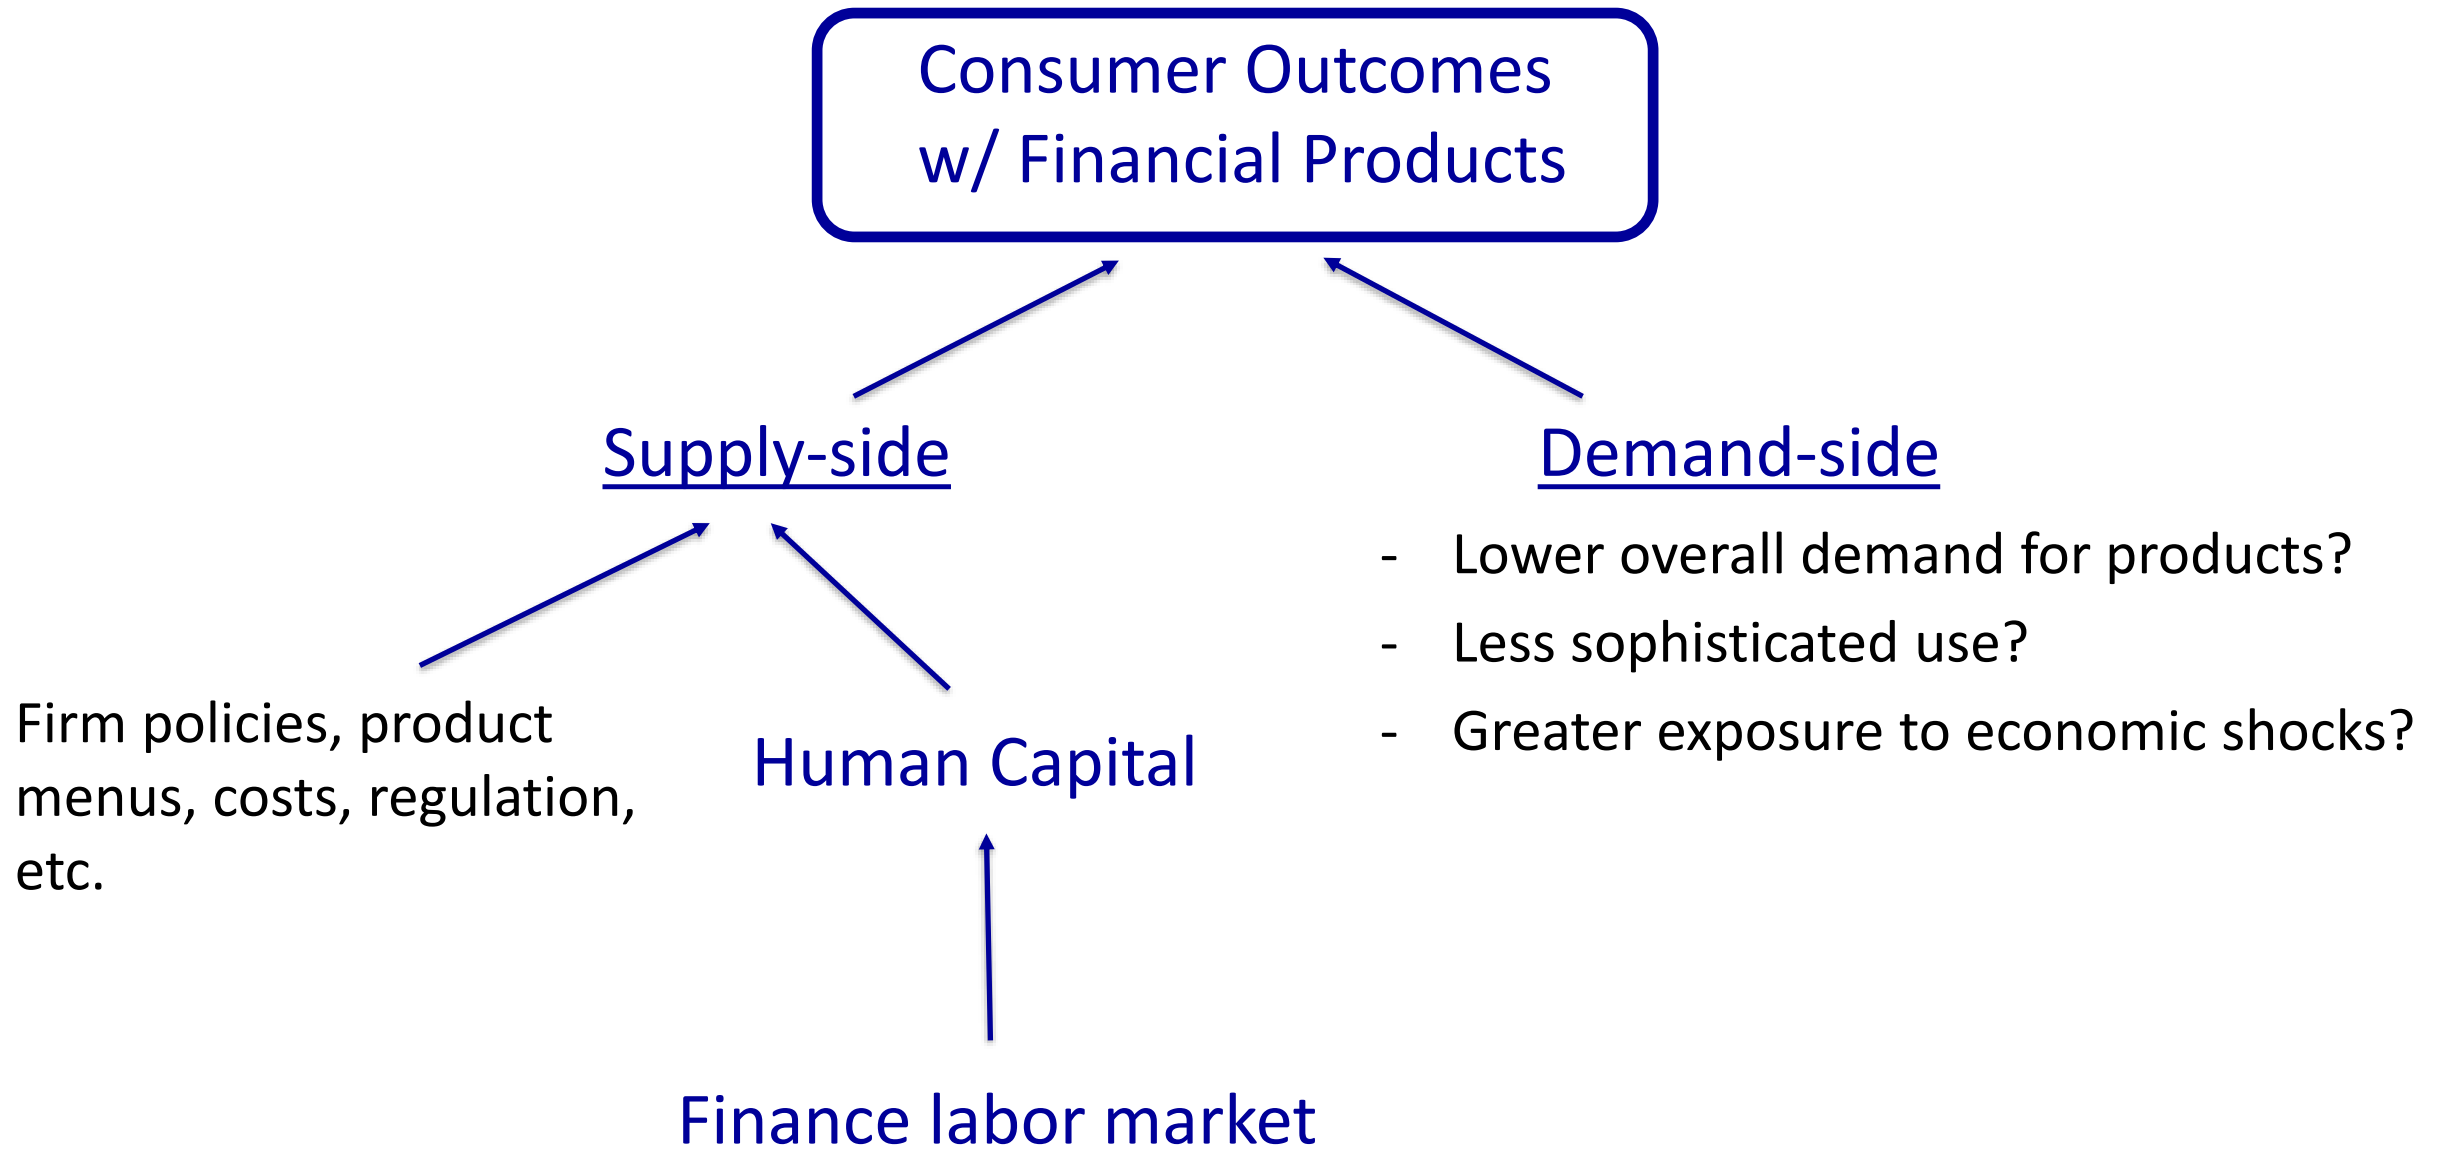 Consumer Outcomes
w/ Financial Products
Supply-side
Demand-side
- Lower overall demand for products?
- Less sophisticated use?
- Greater exposure to economic shocks?
Firm policies, product
menus, costs, regulation,
etc.
Human Capital
Finance labor market